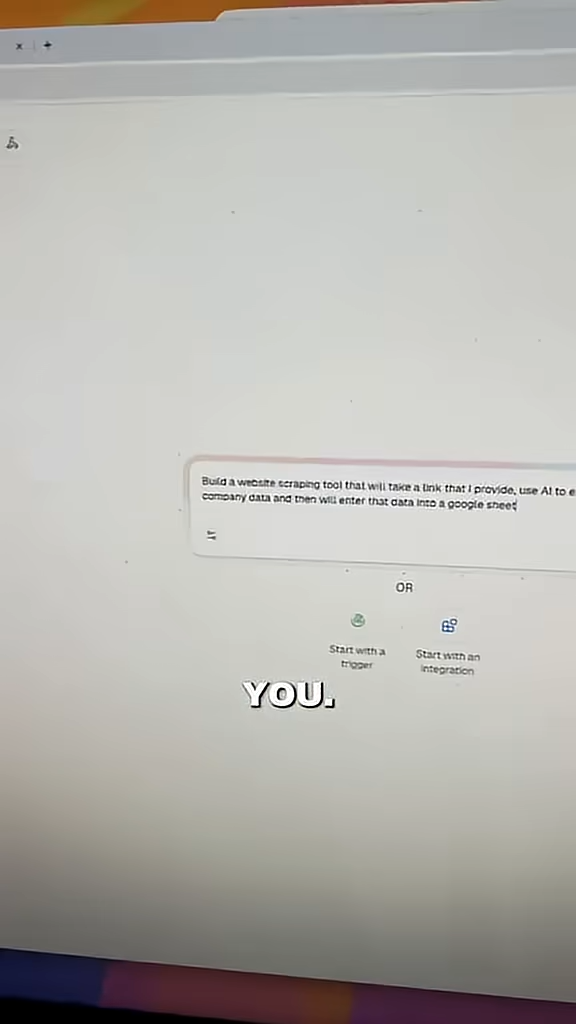 Build a website scraping tool that will take a link that I provide, use AI to e
company data and then will enter that data into a google sheet
OR
Start with a
trigger
Start with an
integration
YOU.